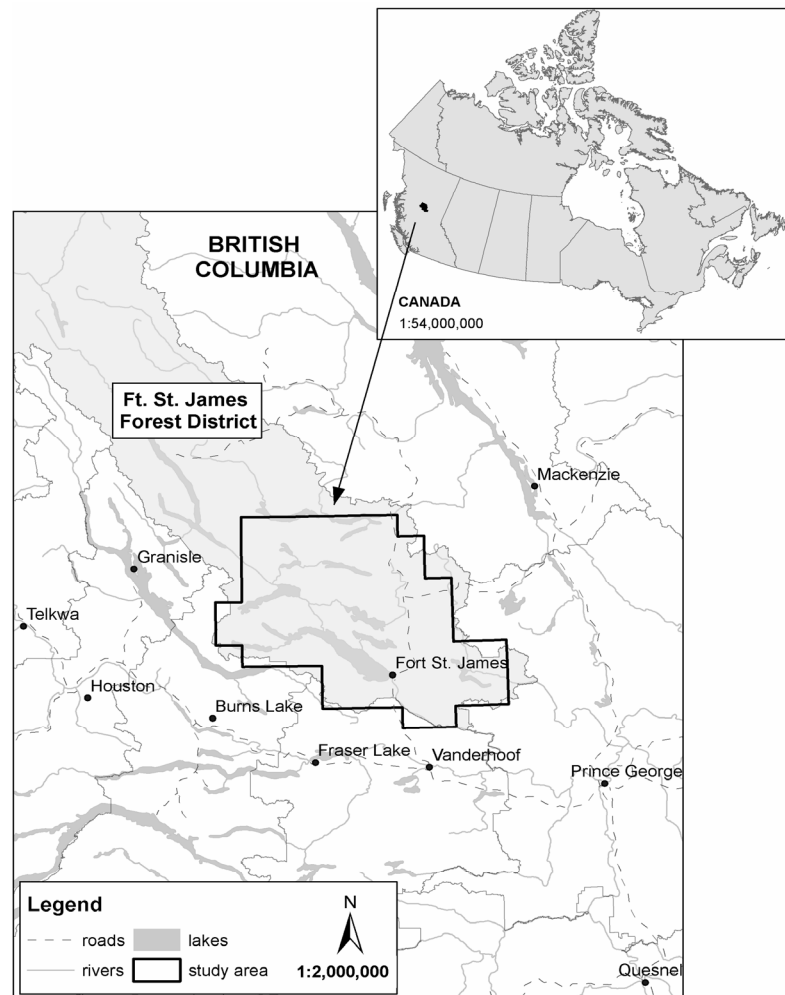 CANADA
1:54,000,000
BRITISH
COLUMBIA
Ft. St. James
Forest District
Mackenzie
Granisle
Telkwa
Fort St. James
Houston
Burns Lake
Fraser Lake
Vanderhoof
Prince George
Legend
roads
lakes
rivers
study area
N
1:2,000,000
Quesnel